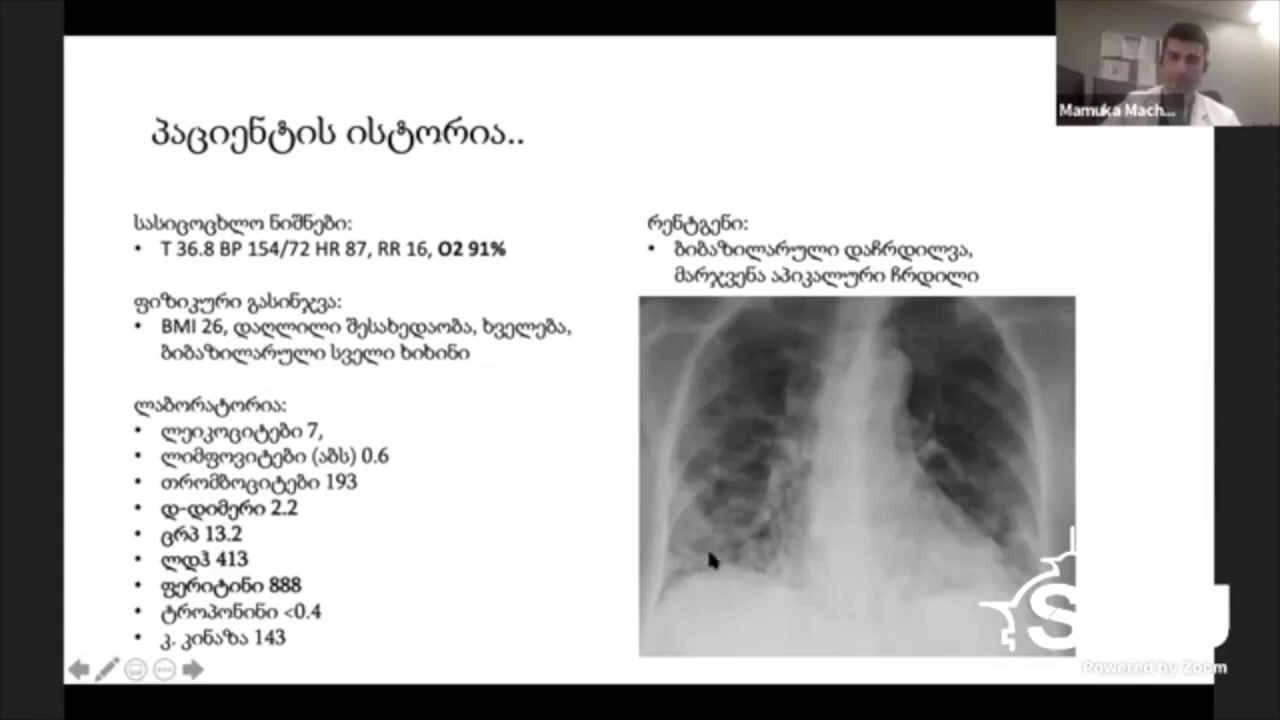 Mamuka Mach...
პაციენტის ისტორია..
სასიცოცხლო ნიშნები:
• T 36.8 BP 154/72 HR 87, RR 16, O2 91%
ფიზიკური გასინჯვა:
• BMI 26, დაღლილი შესახედაობა, ხველება,
ბიბაზილარული სველი ხიხინი
ლაბორატორია:
• ლეიკოციტები 7,
• ლიმფოვიტები (აბს) 0.6
• თრომბოციტები 193
• დ-დიმერი 2.2
• ცრპ 13.2
• ლდჰ 413
• ფერიტინი 888
• ტროპონინი <0.4
• კ. კინაზა 143
რენტგენი:
• ბიბაზილარული დაჩრდილვა,
მარჯვენა აპიკალური ჩრდილი
Powered by Zoom